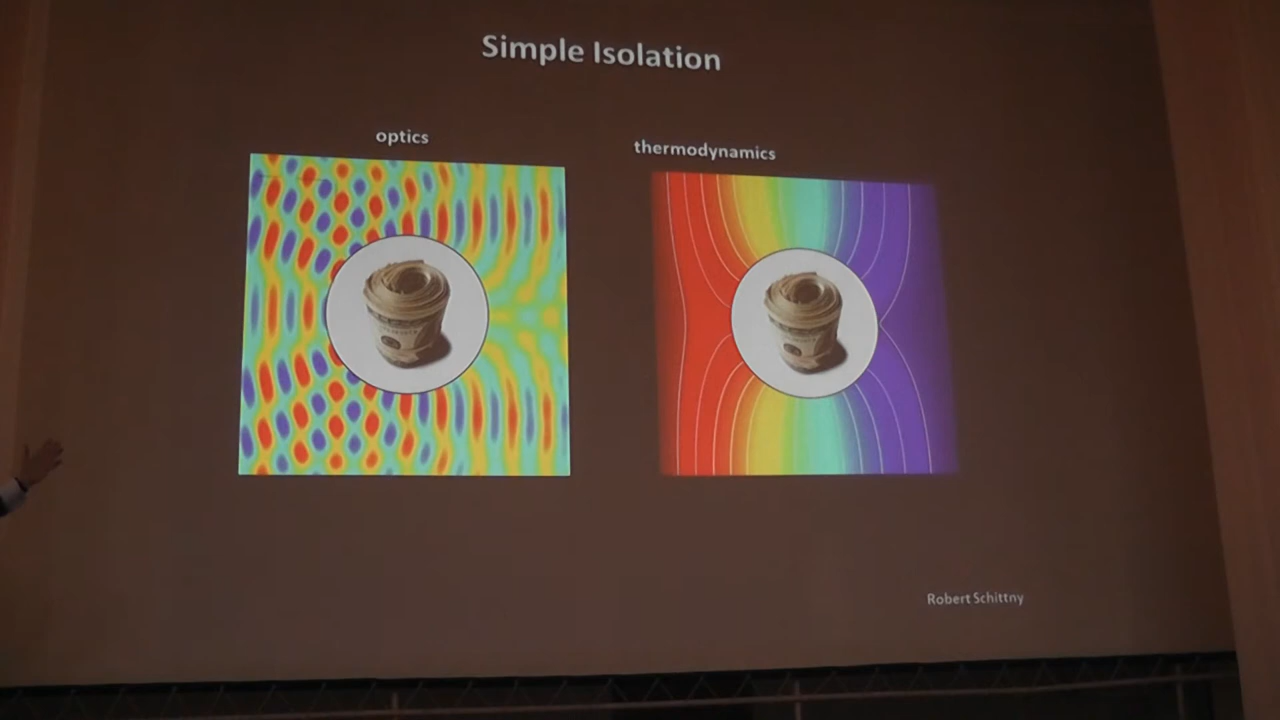 Simple Isolation
optics
thermodynamics
Robert Schittny